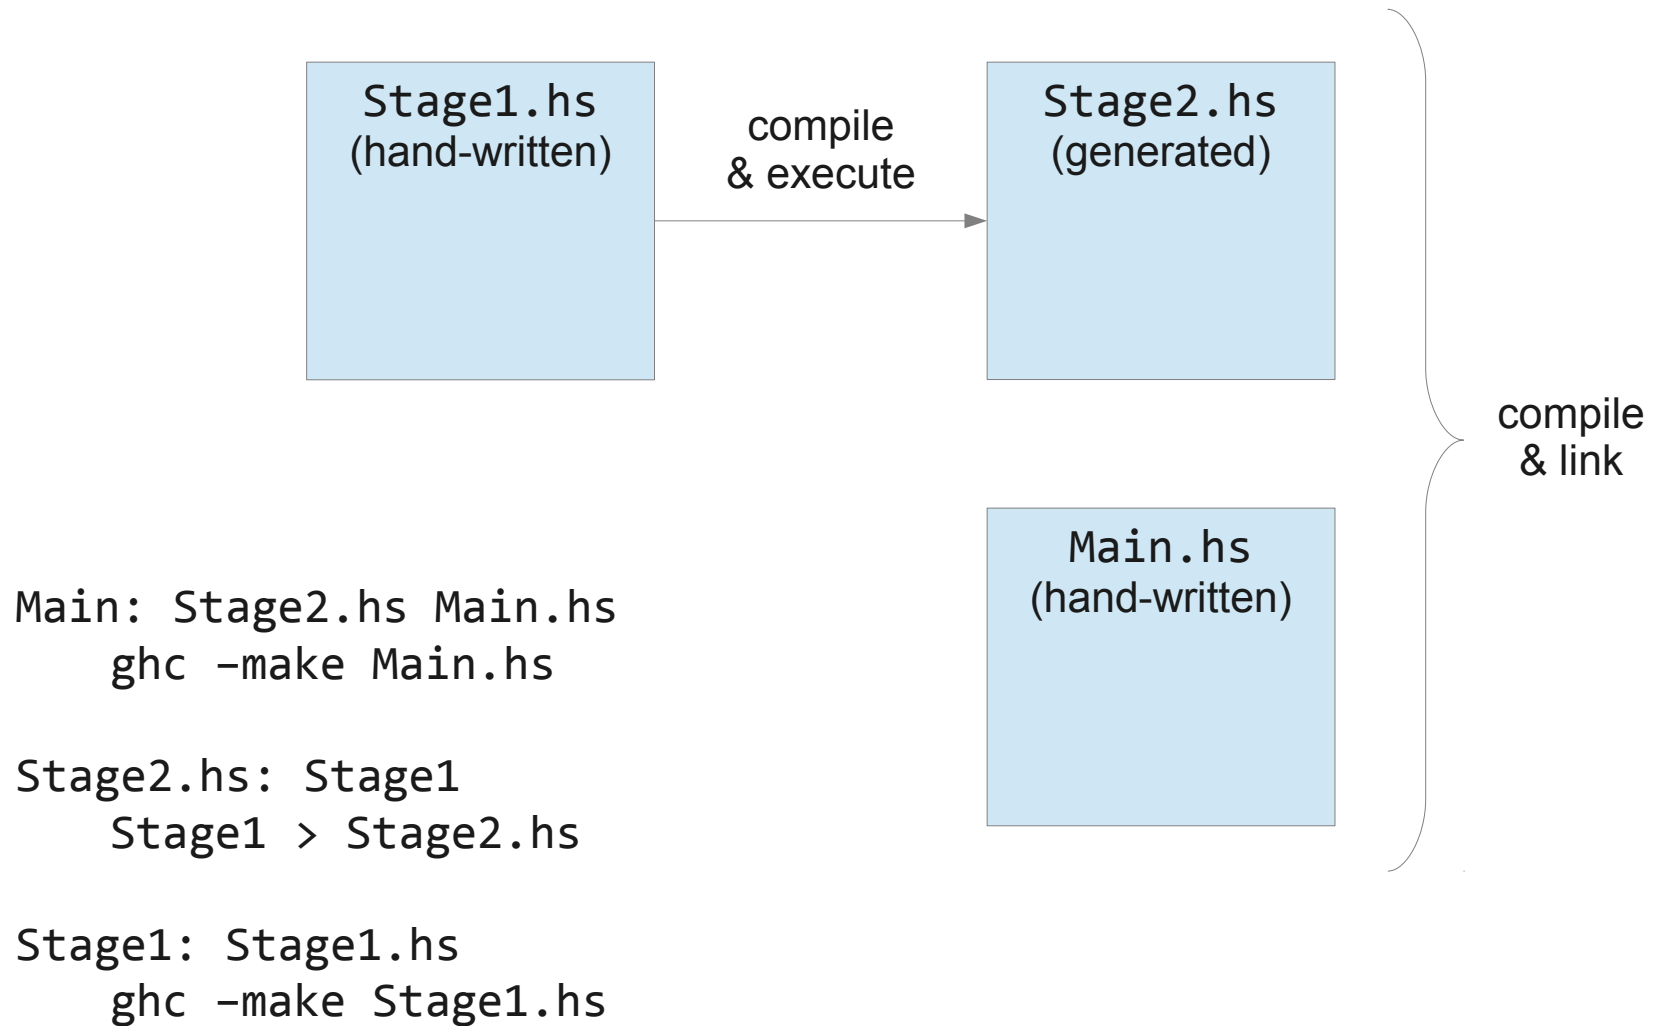 Stage1.hs
(hand-written)
compile
& execute
Stage2.hs
(generated)
compile
& link
Main.hs
(hand-written)
Main: Stage2.hs Main.hs
    ghc –make Main.hs
Stage2.hs: Stage1
    Stage1 > Stage2.hs
Stage1: Stage1.hs
    ghc –make Stage1.hs